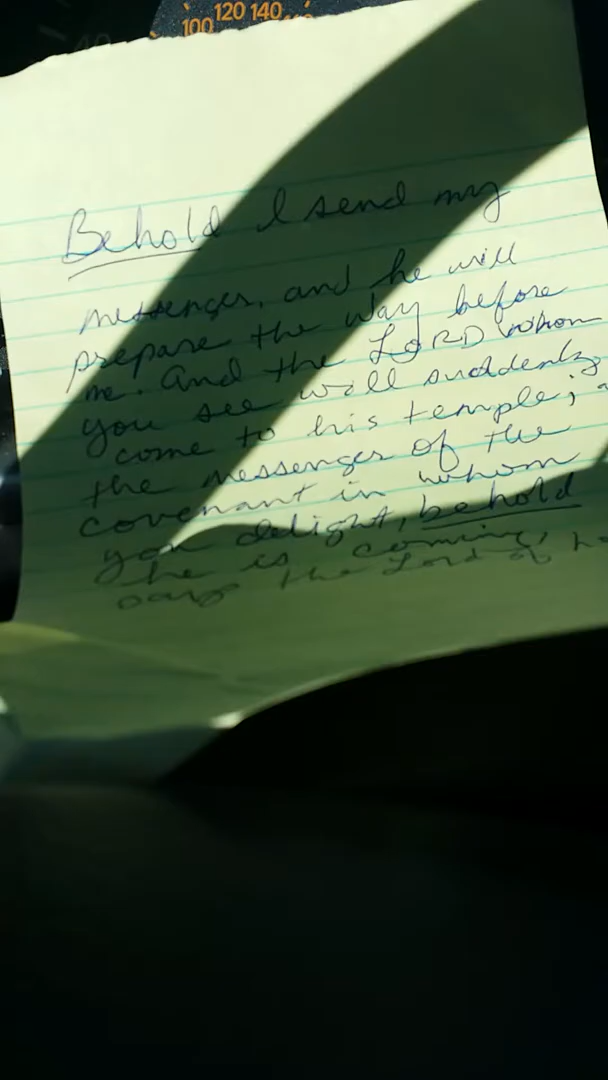 100 120 140
Behold I send my
messenger, and he will
prepare the way before
me. And the LORD whom
you see will suddenly
come to his temple;
the messenger of the
covenant in whom
you delight, behold
he is coming,
says the Lord of